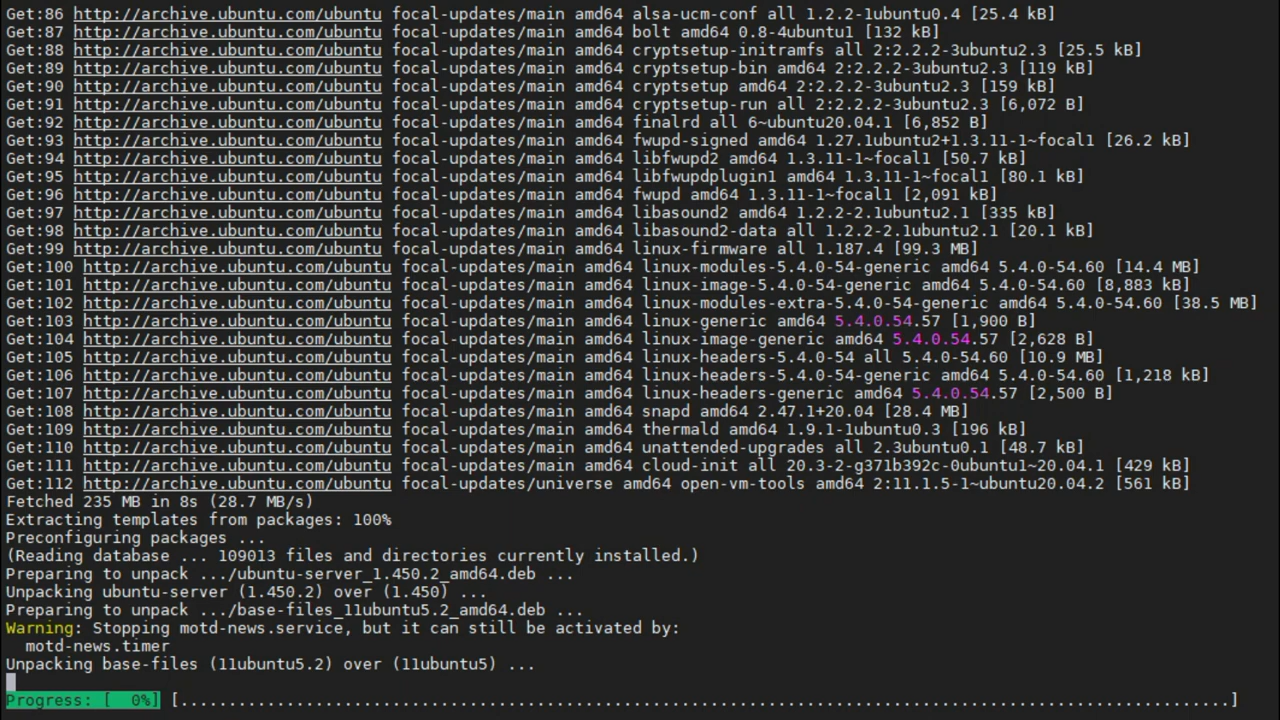 Get:86 http://archive.ubuntu.com/ubuntu focal-updates/main amd64 alsa-ucm-conf all 1.2.2-1ubuntu0.4 [25.4 kB]
Get:87 http://archive.ubuntu.com/ubuntu focal-updates/main amd64 bolt amd64 0.8-4ubuntu1 [132 kB]
Get:88 http://archive.ubuntu.com/ubuntu focal-updates/main amd64 cryptsetup-initramfs all 2:2.2.2-3ubuntu2.3 [25.5 kB]
Get:89 http://archive.ubuntu.com/ubuntu focal-updates/main amd64 cryptsetup-bin amd64 2:2.2.2-3ubuntu2.3 [119 kB]
Get:90 http://archive.ubuntu.com/ubuntu focal-updates/main amd64 cryptsetup amd64 2:2.2.2-3ubuntu2.3 [159 kB]
Get:91 http://archive.ubuntu.com/ubuntu focal-updates/main amd64 cryptsetup-run all 2:2.2.2-3ubuntu2.3 [6,072 B]
Get:92 http://archive.ubuntu.com/ubuntu focal-updates/main amd64 finalrd all 6~ubuntu20.04.1 [6,852 B]
Get:93 http://archive.ubuntu.com/ubuntu focal-updates/main amd64 fwupd-signed amd64 1.27.1ubuntu2+1.3.11-1~focal1 [26.2 kB]
Get:94 http://archive.ubuntu.com/ubuntu focal-updates/main amd64 libfwupd2 amd64 1.3.11-1~focal1 [50.7 kB]
Get:95 http://archive.ubuntu.com/ubuntu focal-updates/main amd64 libfwupdplugin1 amd64 1.3.11-1~focal1 [80.1 kB]
Get:96 http://archive.ubuntu.com/ubuntu focal-updates/main amd64 fwupd amd64 1.3.11-1~focal1 [2,091 kB]
Get:97 http://archive.ubuntu.com/ubuntu focal-updates/main amd64 libasound2 amd64 1.2.2-2.1ubuntu2.1 [335 kB]
Get:98 http://archive.ubuntu.com/ubuntu focal-updates/main amd64 libasound2-data all 1.2.2-2.1ubuntu2.1 [20.1 kB]
Get:99 http://archive.ubuntu.com/ubuntu focal-updates/main amd64 linux-firmware all 1.187.4 [99.3 MB]
Get:100 http://archive.ubuntu.com/ubuntu focal-updates/main amd64 linux-modules-5.4.0-54-generic amd64 5.4.0-54.60 [14.4 MB]
Get:101 http://archive.ubuntu.com/ubuntu focal-updates/main amd64 linux-image-5.4.0-54-generic amd64 5.4.0-54.60 [8,883 kB]
Get:102 http://archive.ubuntu.com/ubuntu focal-updates/main amd64 linux-modules-extra-5.4.0-54-generic amd64 5.4.0-54.60 [38.5 MB]
Get:103 http://archive.ubuntu.com/ubuntu focal-updates/main amd64 linux-generic amd64 5.4.0.54.57 [1,900 B]
Get:104 http://archive.ubuntu.com/ubuntu focal-updates/main amd64 linux-image-generic amd64 5.4.0.54.57 [2,628 B]
Get:105 http://archive.ubuntu.com/ubuntu focal-updates/main amd64 linux-headers-5.4.0-54 all 5.4.0-54.60 [10.9 MB]
Get:106 http://archive.ubuntu.com/ubuntu focal-updates/main amd64 linux-headers-5.4.0-54-generic amd64 5.4.0-54.60 [1,218 kB]
Get:107 http://archive.ubuntu.com/ubuntu focal-updates/main amd64 linux-headers-generic amd64 5.4.0.54.57 [2,500 B]
Get:108 http://archive.ubuntu.com/ubuntu focal-updates/main amd64 snapd amd64 2.47.1+20.04 [28.4 MB]
Get:109 http://archive.ubuntu.com/ubuntu focal-updates/main amd64 thermald amd64 1.9.1-1ubuntu0.3 [196 kB]
Get:110 http://archive.ubuntu.com/ubuntu focal-updates/main amd64 unattended-upgrades all 2.3ubuntu0.1 [48.7 kB]
Get:111 http://archive.ubuntu.com/ubuntu focal-updates/main amd64 cloud-init all 20.3-2-g371b392c-0ubuntu1~20.04.1 [429 kB]
Get:112 http://archive.ubuntu.com/ubuntu focal-updates/universe amd64 open-vm-tools amd64 2:11.1.5-1~ubuntu20.04.2 [561 kB]
Fetched 235 MB in 8s (28.7 MB/s)
Extracting templates from packages: 100%
Preconfiguring packages ...
(Reading database ... 109013 files and directories currently installed.)
Preparing to unpack .../ubuntu-server_1.450.2_amd64.deb ...
Unpacking ubuntu-server (1.450.2) over (1.450) ...
Preparing to unpack .../base-files_11ubuntu5.2_amd64.deb ...
Warning: Stopping motd-news.service, but it can still be activated by:
  motd-news.timer
Unpacking base-files (11ubuntu5.2) over (11ubuntu5) ...
Progress: [  0%] [.............................................................................................................]